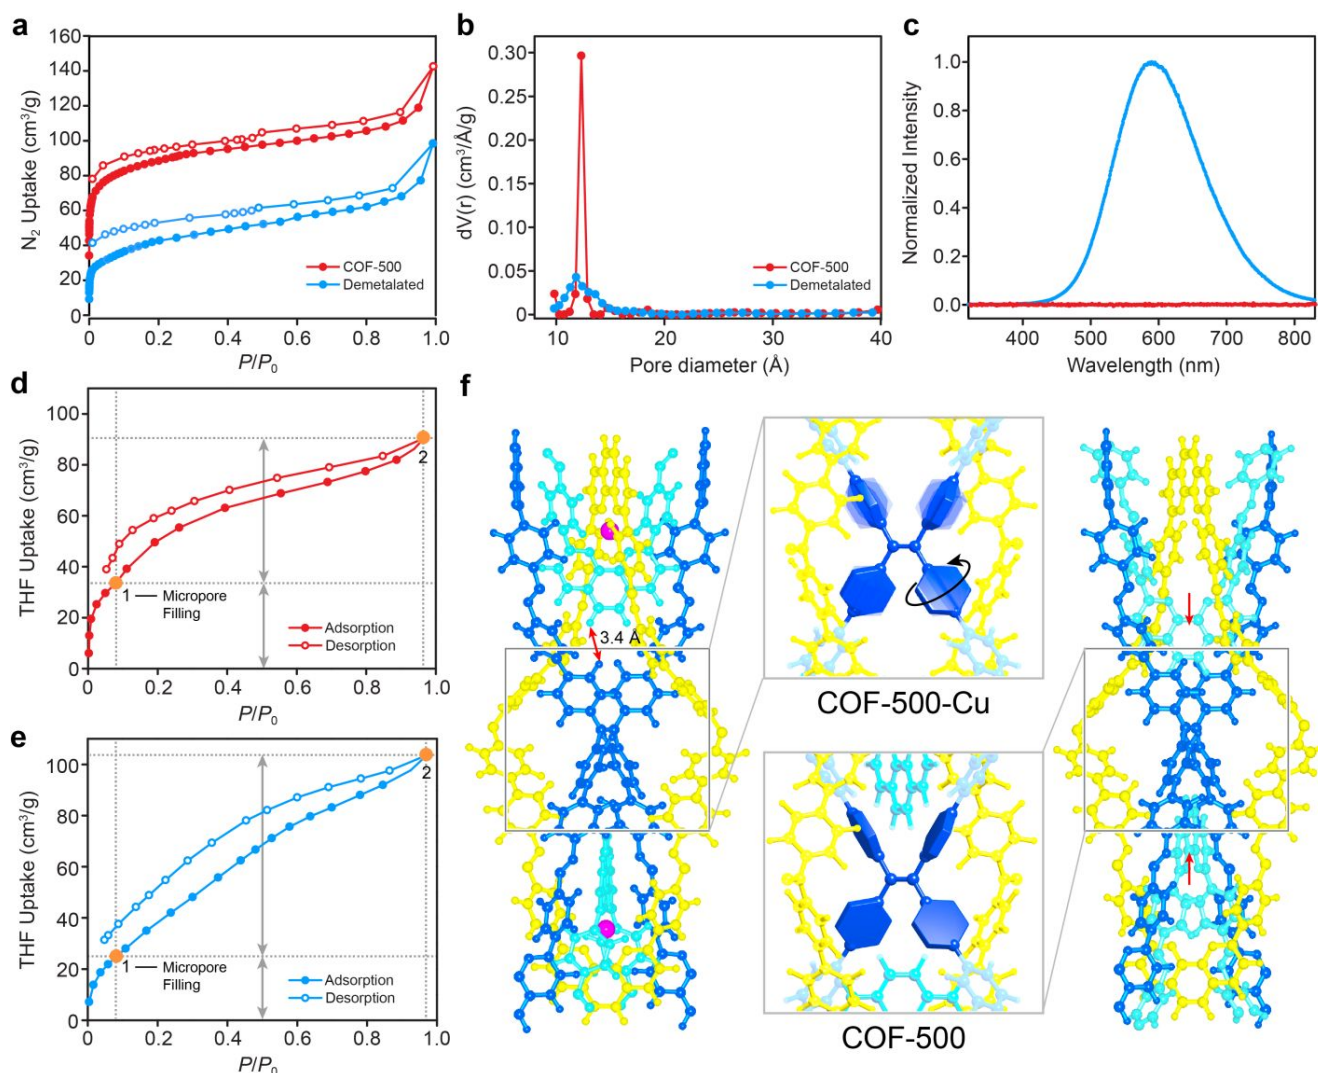 a
160
140
120
100
80
60
40
20
0
N₂ Uptake (cm³/g)
COF-500
Demetalated
0 0.2 0.4 0.6 0.8 1.0
P/P₀
b
0.30
0.25
0.20
0.15
0.10
0.05
0
dV(r) (cm³/Å/g)
COF-500
Demetalated
10 20 30 40
Pore diameter (Å)
c
1.0
0.8
0.6
0.4
0.2
0.0
Normalized Intensity
400 500 600 700 800
Wavelength (nm)
d
100
80
60
40
20
0
THF Uptake (cm³/g)
2
1 — Micropore
Filling
Adsorption
Desorption
0 0.2 0.4 0.6 0.8 1.0
P/P₀
e
100
80
60
40
20
0
THF Uptake (cm³/g)
2
1 — Micropore
Filling
Adsorption
Desorption
0 0.2 0.4 0.6 0.8 1.0
P/P₀
f
3.4 Å
COF-500-Cu
COF-500